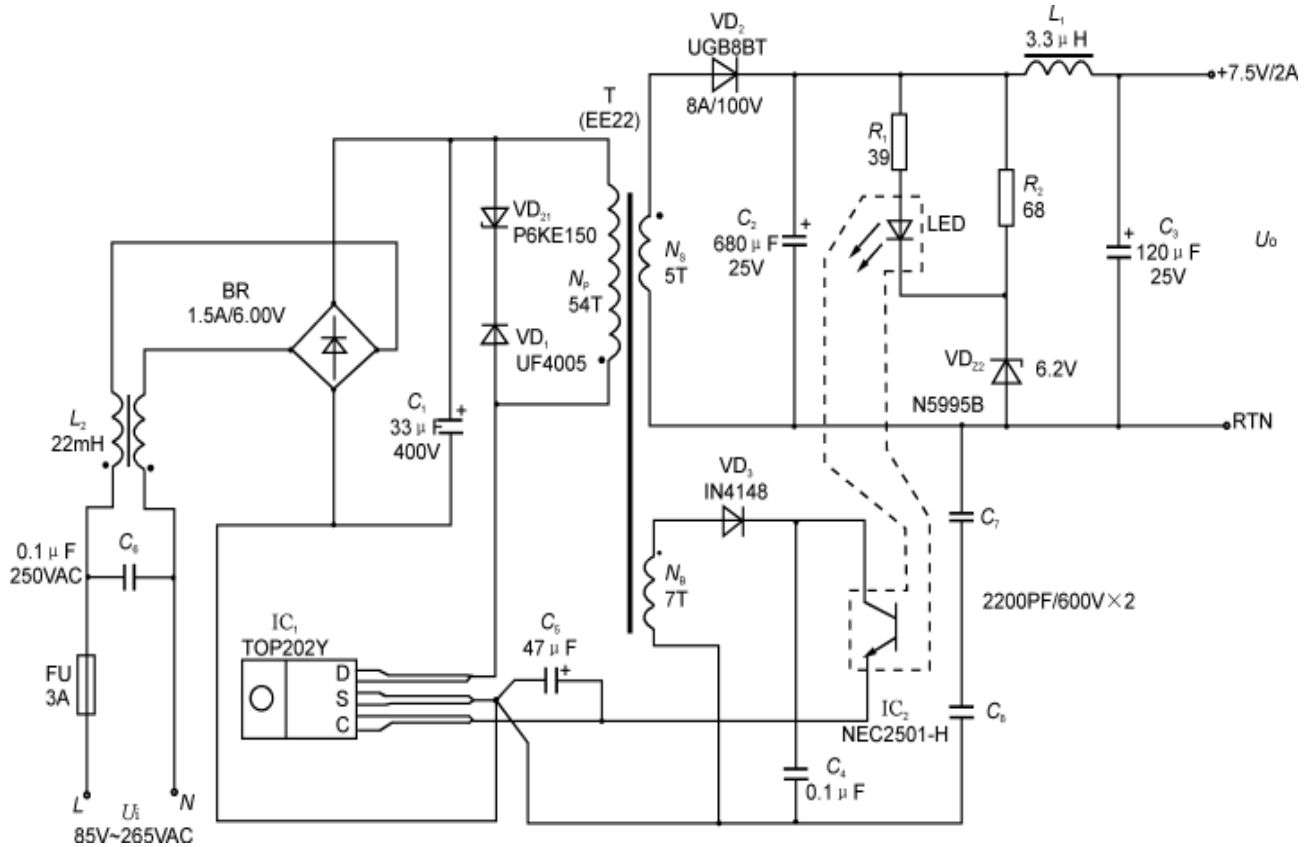 VD₂
UGB8BT
8A/100V
L₁
3.3μH
+7.5V/2A
T
(EE22)
R₁
39
R₂
68
VD₂₁
P6KE150
Nₚ
54T
VD₁
UF4005
N₈
5T
C₂
680μF
25V
+
LED
C₃
120μF
25V
+
U₀
BR
1.5A/6.00V
L₂
22mH
C₁
33μF
400V
+
VD₂₂
6.2V
N5995B
RTN
VD₃
IN4148
C₇
0.1μF
250VAC
C₆
N_B
7T
2200PF/600V×2
IC₁
TOP202Y
D
S
C
C₅
47μF
+
FU
3A
IC₂
NEC2501-H
C₈
C₄
0.1μF
L
N
Uᵢ
85V~265VAC